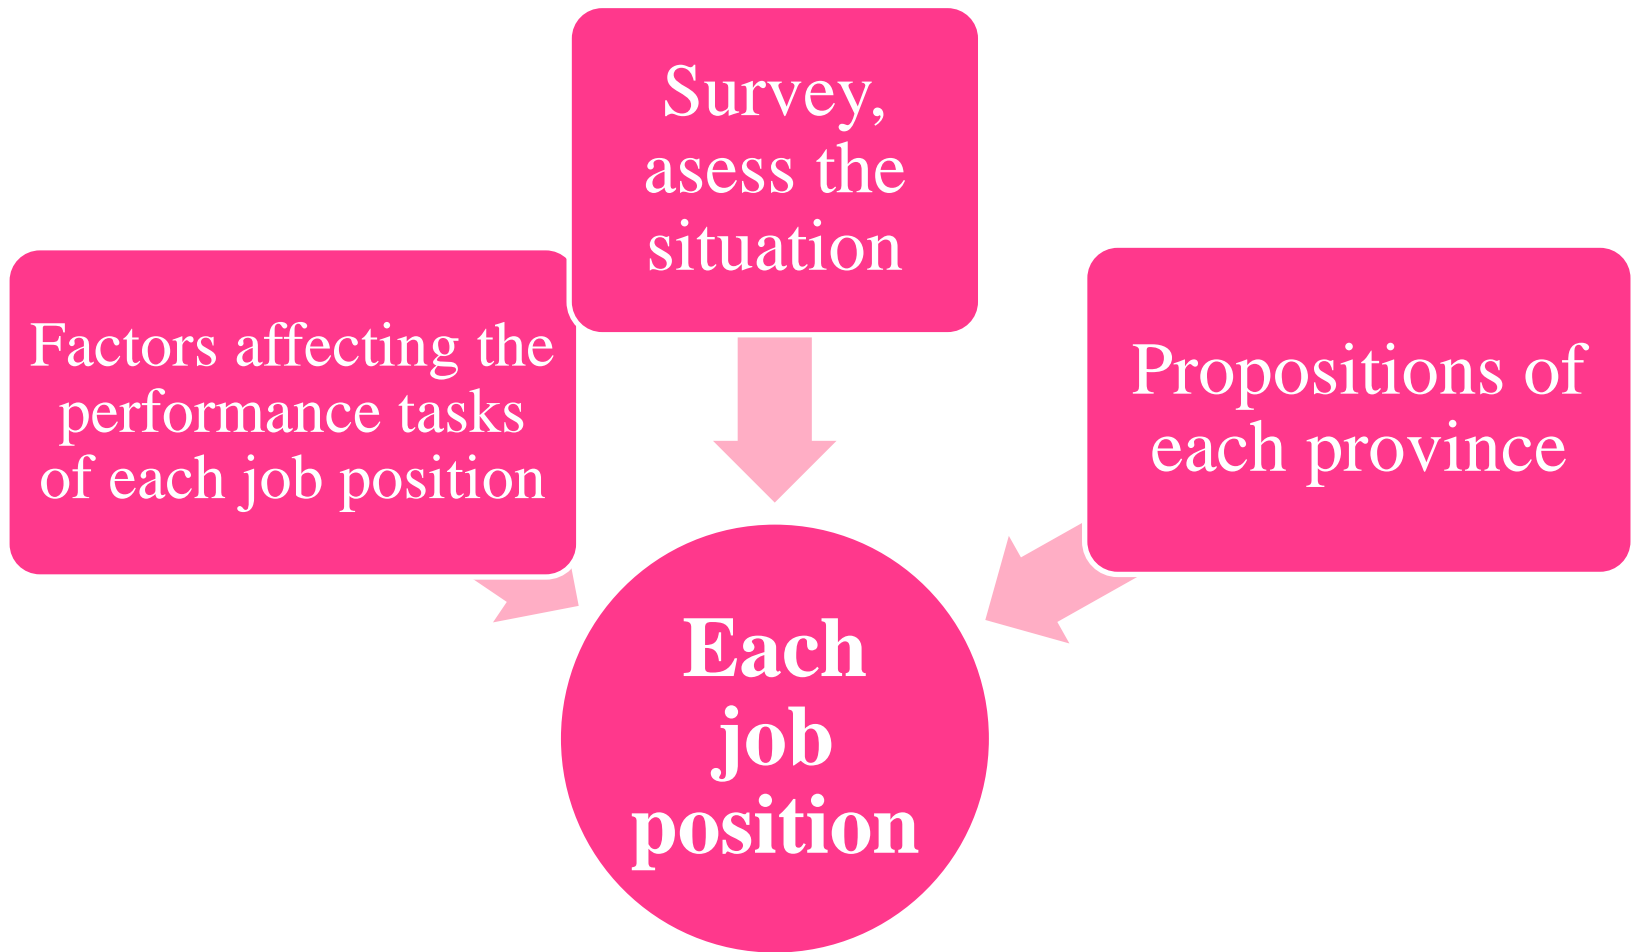 Survey,
asess the
situation
Factors affecting the
performance tasks
of each job position
Propositions of
each province
Each
job
position